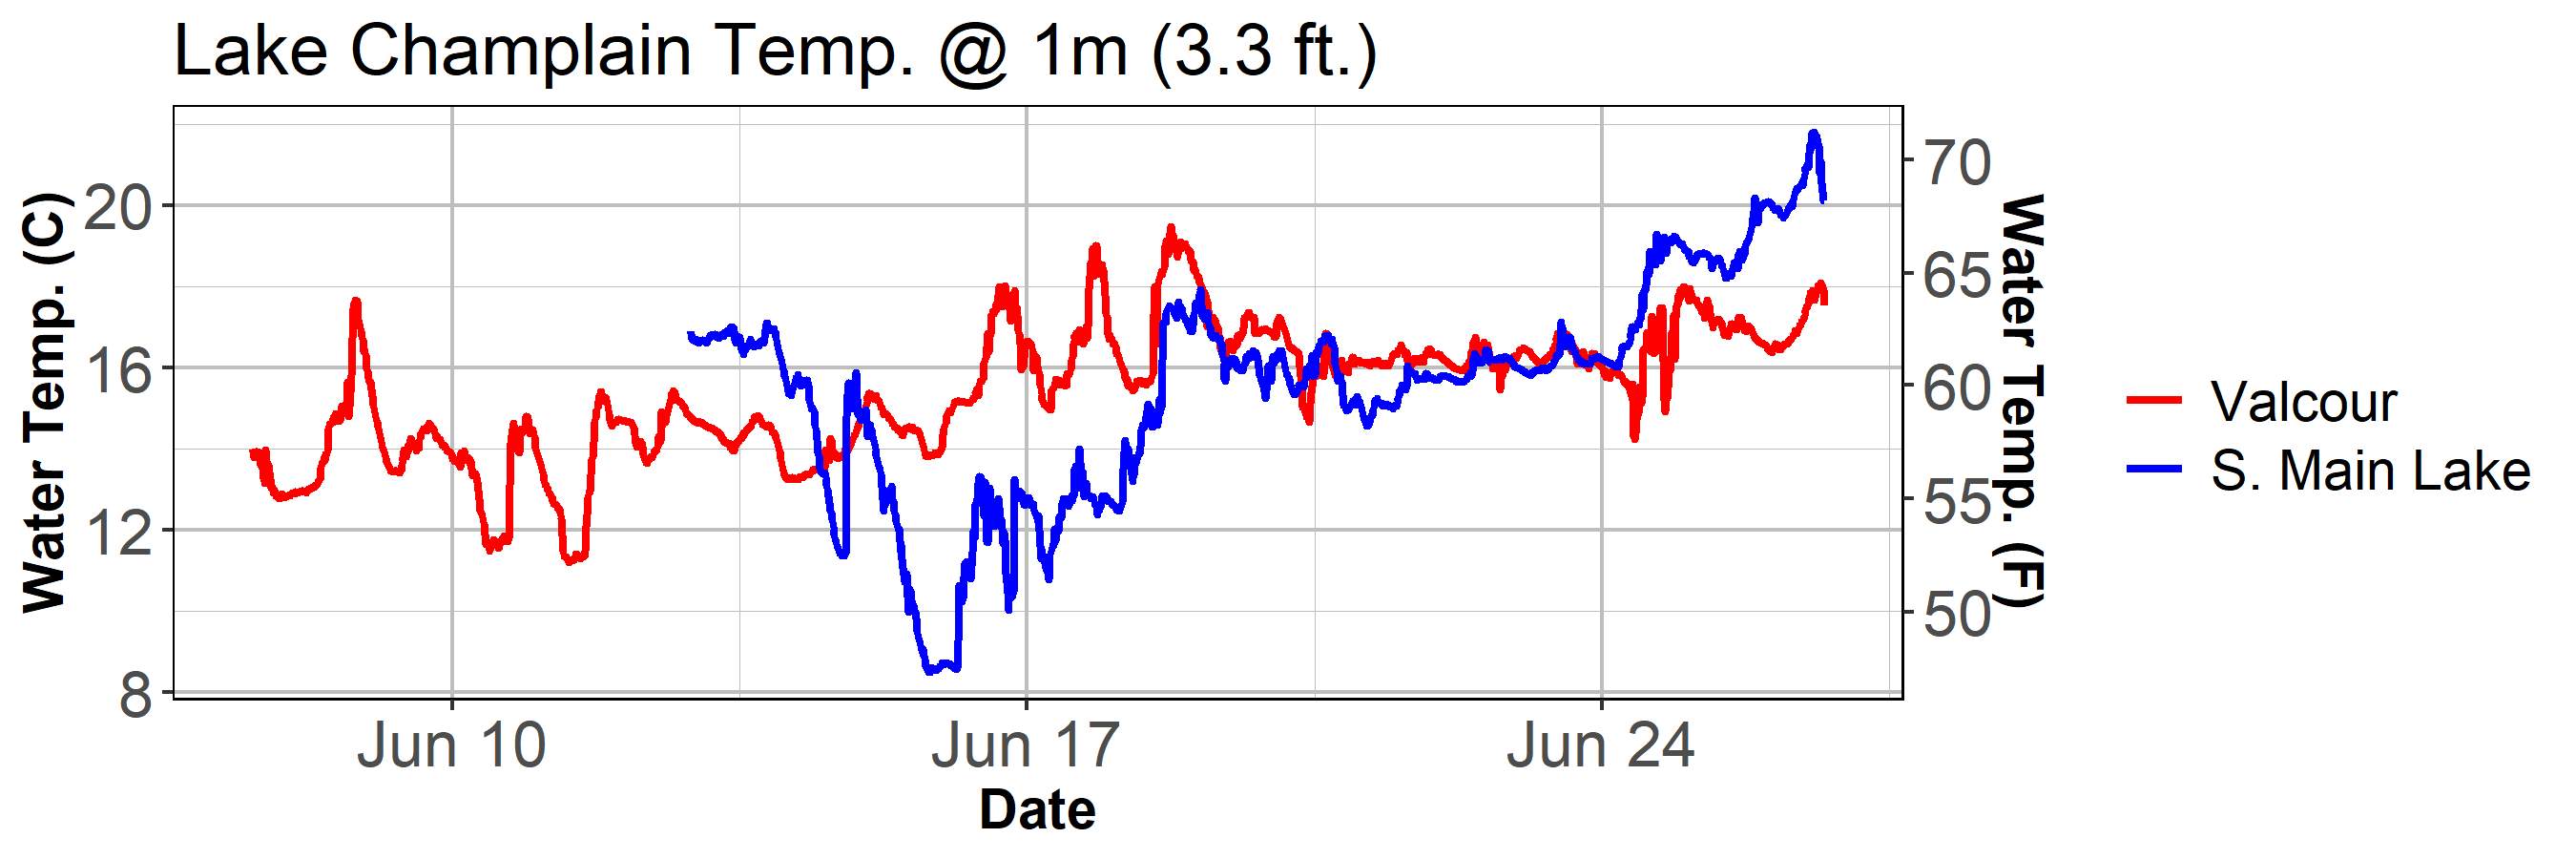 Lake Champlain Temp. @ 1m (3.3 ft.)
Water Temp. (C)
20
16
12
8
70
65
60
55
50
Water Temp. (F)
Jun 10
Jun 17
Jun 24
Date
Valcour
S. Main Lake